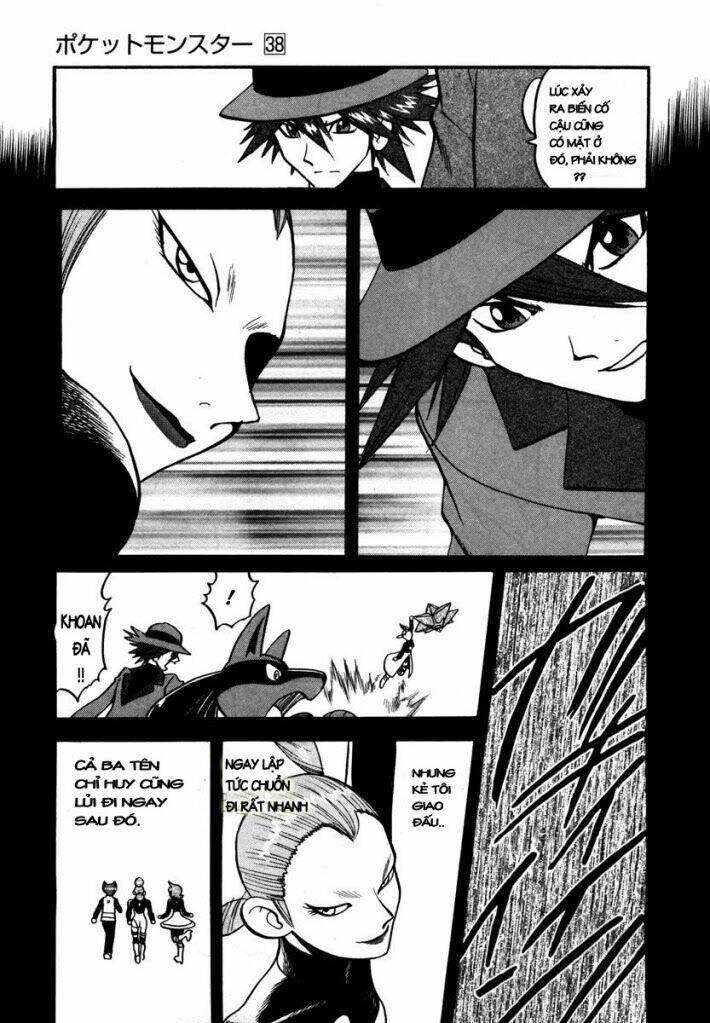 ポケットモンスター 38
LÚC XẢY
RA BIẾN CỐ
CẬU CŨNG
CÓ MẶT Ở
ĐÓ, PHẢI KHÔNG
??
!
KHOAN
ĐÃ
!!
NHƯNG
KẺ TÔI
GIAO
ĐẤU..
NGAY LẬP
TỨC CHUỒN
ĐI RẤT NHANH
CẢ BA TÊN
CHỈ HUY CŨNG
LỦI ĐI NGAY
SAU ĐÓ.